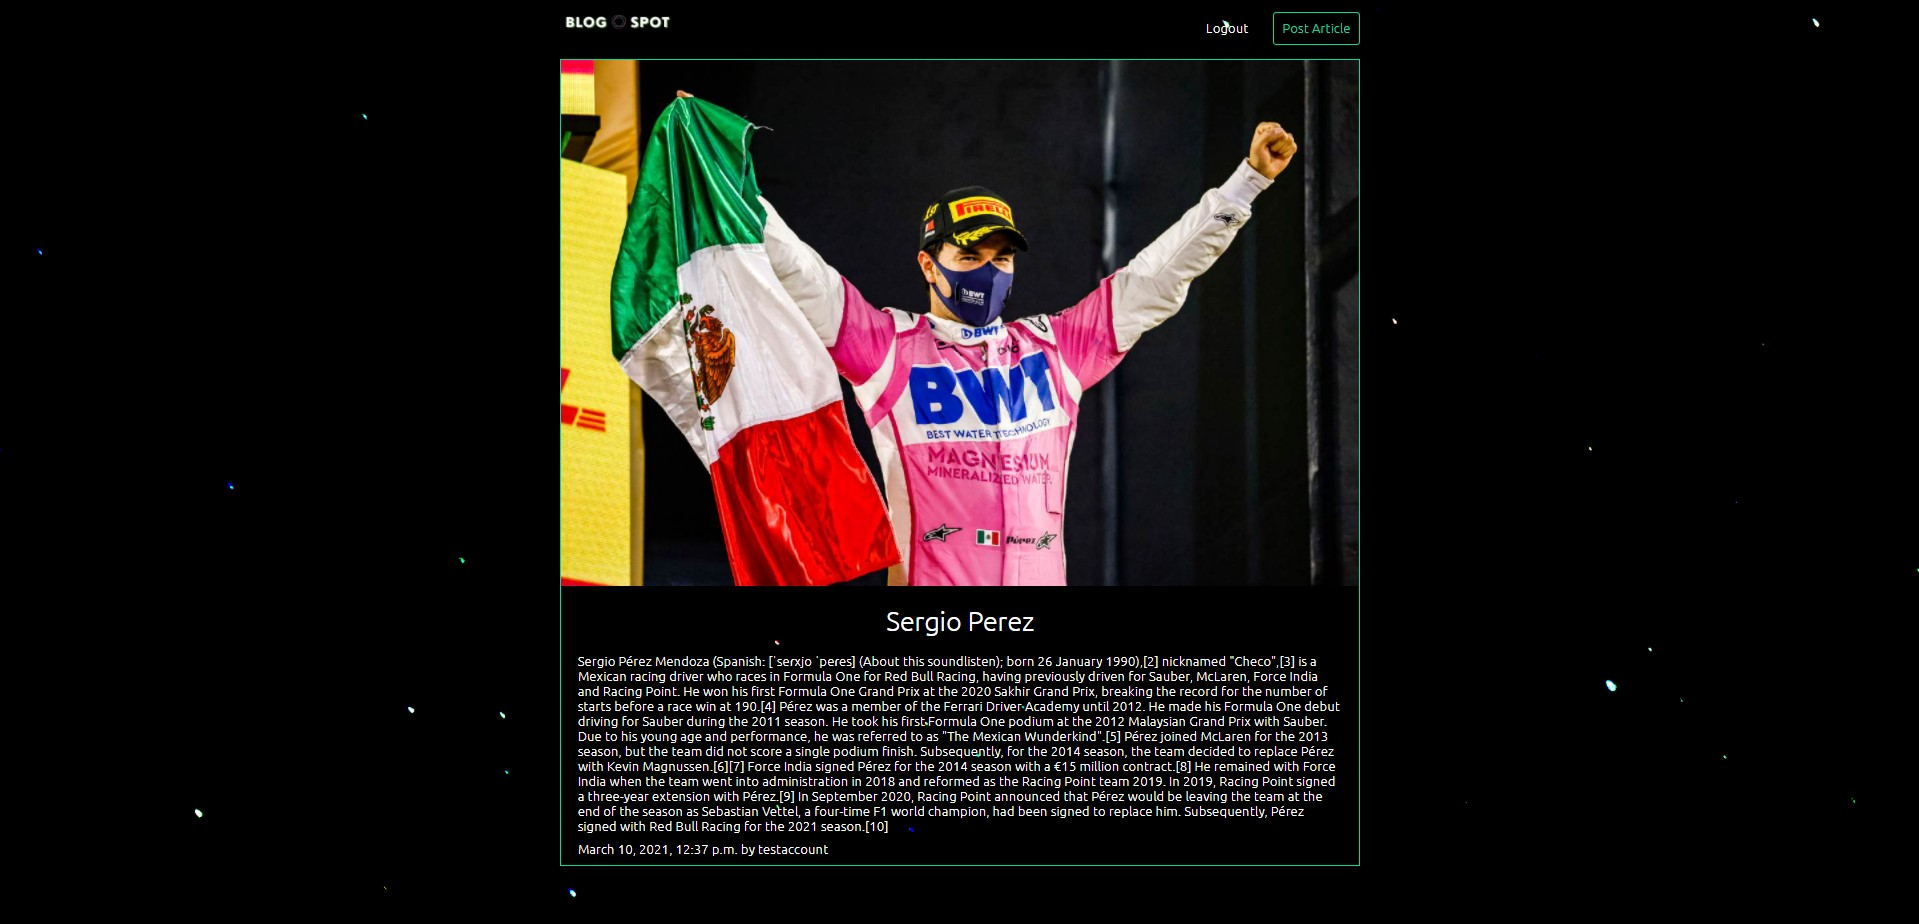 BLOG SPOT
Logout
Post Article
PIRELLI
BWT
BWT
BWT
BEST WATER TECHNOLOGY
MAGNESIUM
MINERALIZED WATER
Pérez
Sergio Perez
Sergio Pérez Mendoza (Spanish: [ˈseɾxjo ˈpeɾes] (About this soundlisten); born 26 January 1990),[2] nicknamed "Checo",[3] is a
Mexican racing driver who races in Formula One for Red Bull Racing, having previously driven for Sauber, McLaren, Force India
and Racing Point. He won his first Formula One Grand Prix at the 2020 Sakhir Grand Prix, breaking the record for the number of
starts before a race win at 190.[4] Pérez was a member of the Ferrari Driver Academy until 2012. He made his Formula One debut
driving for Sauber during the 2011 season. He took his first Formula One podium at the 2012 Malaysian Grand Prix with Sauber.
Due to his young age and performance, he was referred to as "The Mexican Wunderkind".[5] Pérez joined McLaren for the 2013
season, but the team did not score a single podium finish. Subsequently, for the 2014 season, the team decided to replace Pérez
with Kevin Magnussen.[6][7] Force India signed Pérez for the 2014 season with a €15 million contract.[8] He remained with Force
India when the team went into administration in 2018 and reformed as the Racing Point team 2019. In 2019, Racing Point signed
a three-year extension with Pérez.[9] In September 2020, Racing Point announced that Pérez would be leaving the team at the
end of the season as Sebastian Vettel, a four-time F1 world champion, had been signed to replace him. Subsequently, Pérez
signed with Red Bull Racing for the 2021 season.[10]
March 10, 2021, 12:37 p.m. by testaccount